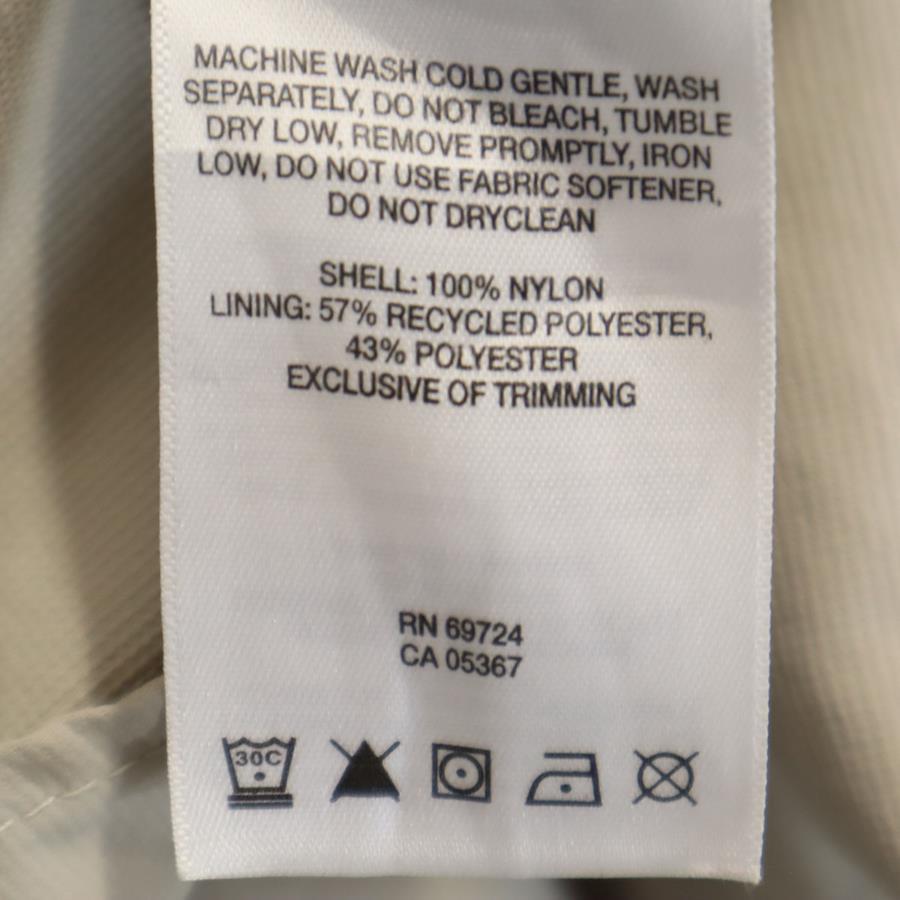 MACHINE WASH COLD GENTLE, WASH
SEPARATELY, DO NOT BLEACH, TUMBLE
DRY LOW, REMOVE PROMPTLY, IRON
LOW, DO NOT USE FABRIC SOFTENER,
DO NOT DRYCLEAN
SHELL: 100% NYLON
LINING: 57% RECYCLED POLYESTER,
43% POLYESTER
EXCLUSIVE OF TRIMMING
RN 69724
CA 05367
30C